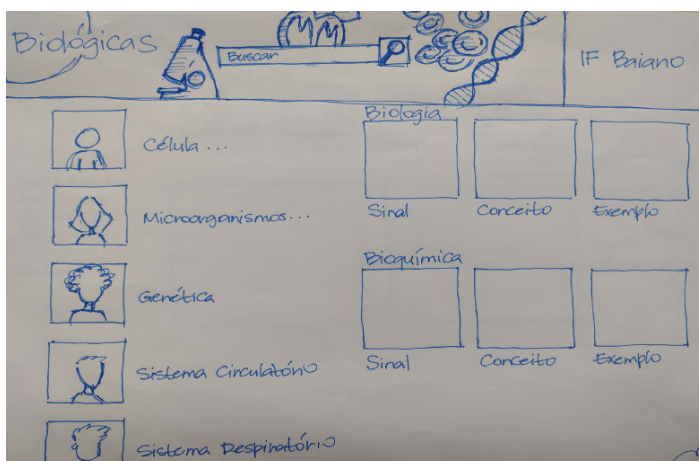 Biológicas
Buscar
IF Baiano
Célula ...
Microorganismos...
Genética
Sistema Circulatório
Sistema Respiratório
Biologia
Sinal Conceito Exemplo
Bioquímica
Sinal Conceito Exemplo